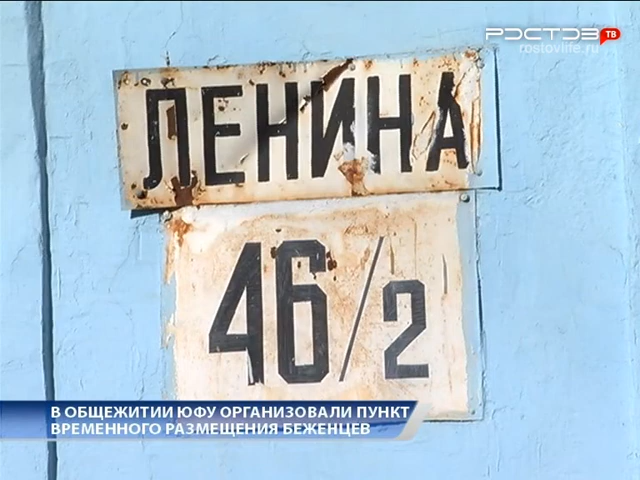 РОСТОВ ТВ
rostovlife.ru
ЛЕНИНА
46/2
В ОБЩЕЖИТИИ ЮФУ ОРГАНИЗОВАЛИ ПУНКТ
ВРЕМЕННОГО РАЗМЕЩЕНИЯ БЕЖЕНЦЕВ